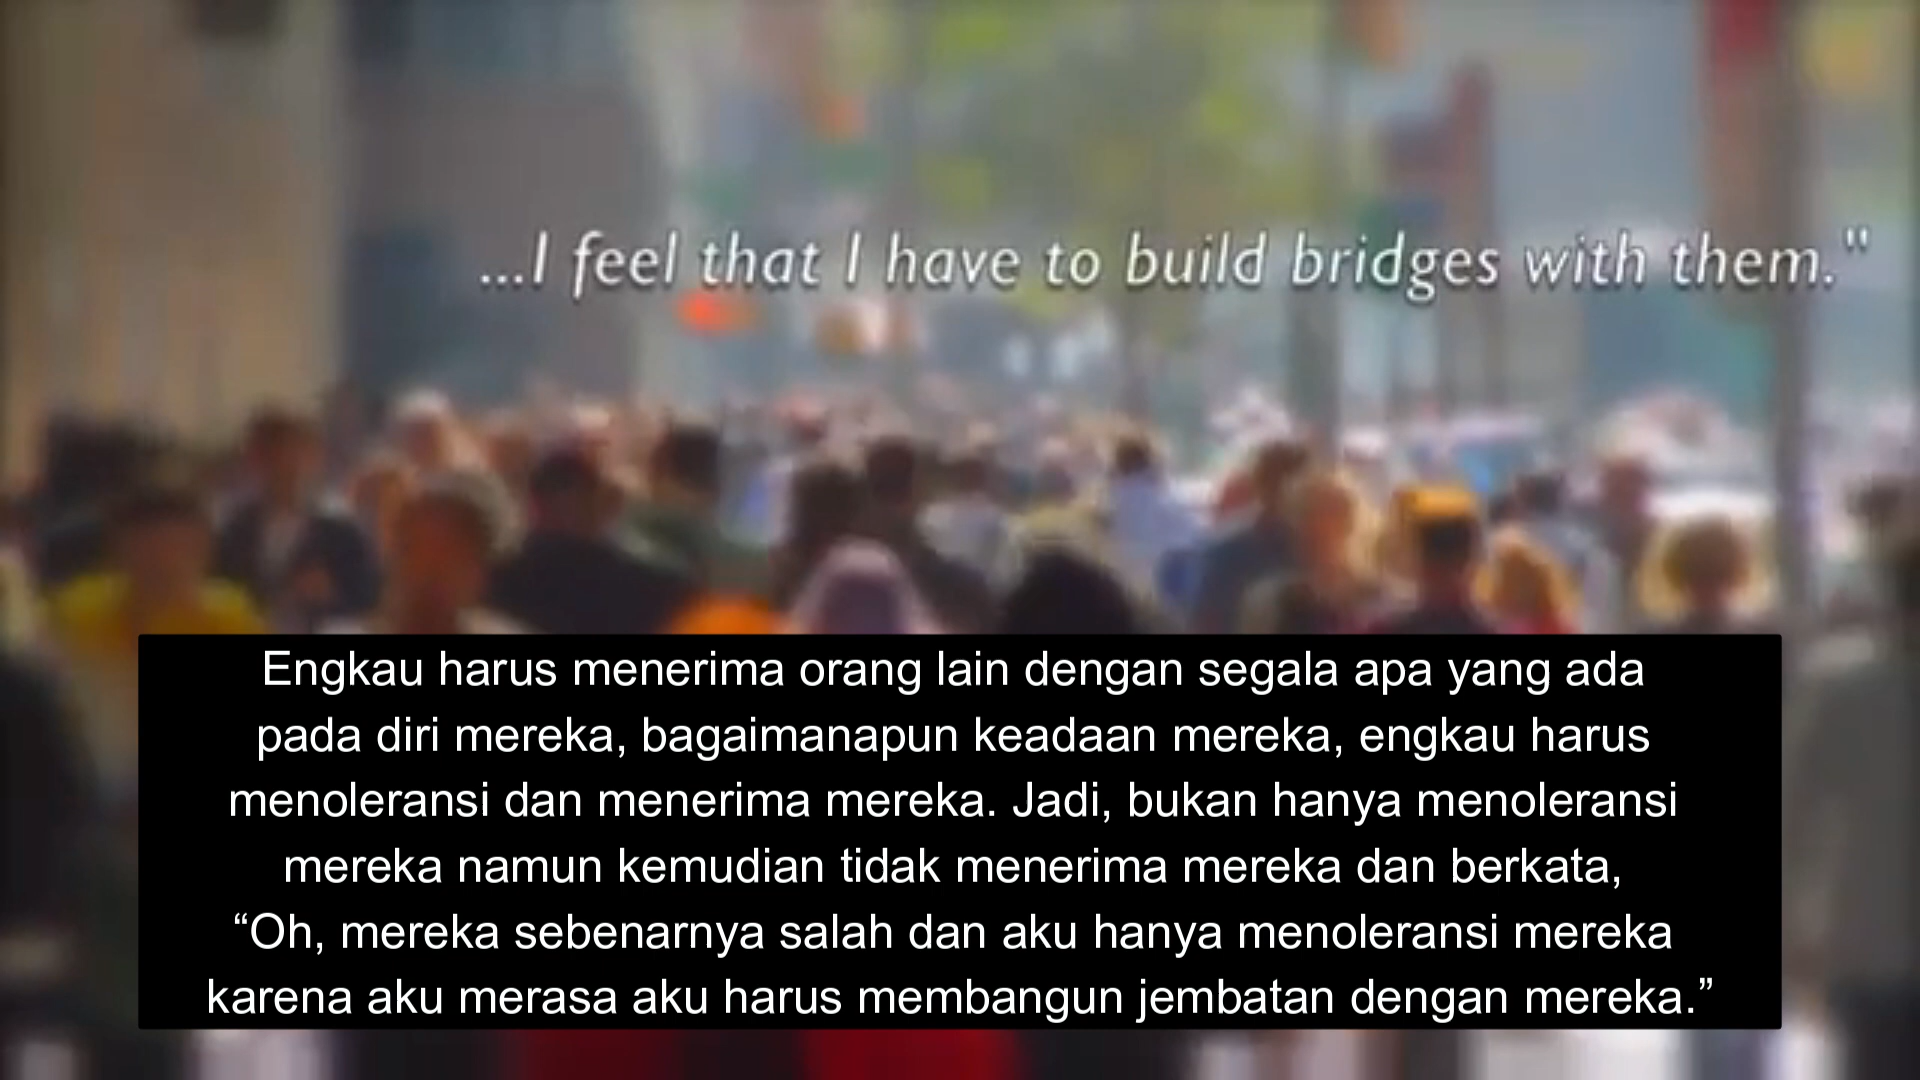 ...I feel that I have to build bridges with them."
Engkau harus menerima orang lain dengan segala apa yang ada
pada diri mereka, bagaimanapun keadaan mereka, engkau harus
menoleransi dan menerima mereka. Jadi, bukan hanya menoleransi
mereka namun kemudian tidak menerima mereka dan berkata,
“Oh, mereka sebenarnya salah dan aku hanya menoleransi mereka
karena aku merasa aku harus membangun jembatan dengan mereka.”